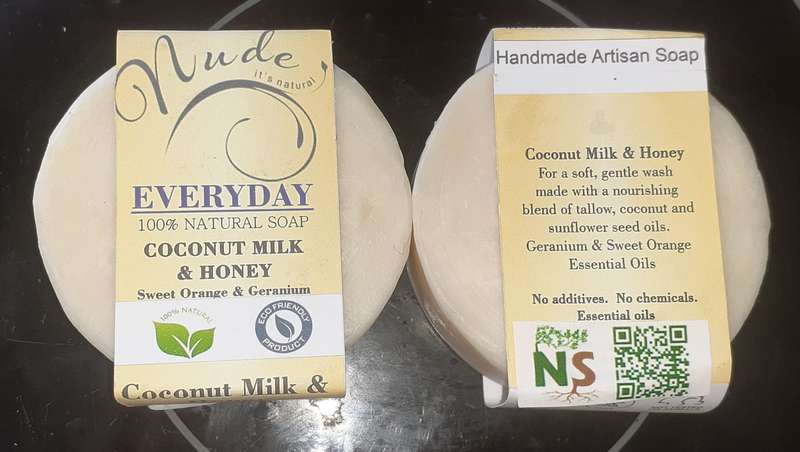 Nude
it's natural
EVERYDAY
100% NATURAL SOAP
COCONUT MILK
& HONEY
Sweet Orange & Geranium
100% NATURAL
ECO FRIENDLY
PRODUCT
Coconut Milk &
Handmade Artisan Soap
Coconut Milk & Honey
For a soft, gentle wash
made with a nourishing
blend of tallow, coconut and
sunflower seed oils.
Geranium & Sweet Orange
Essential Oils
No additives. No chemicals.
Essential oils
NS